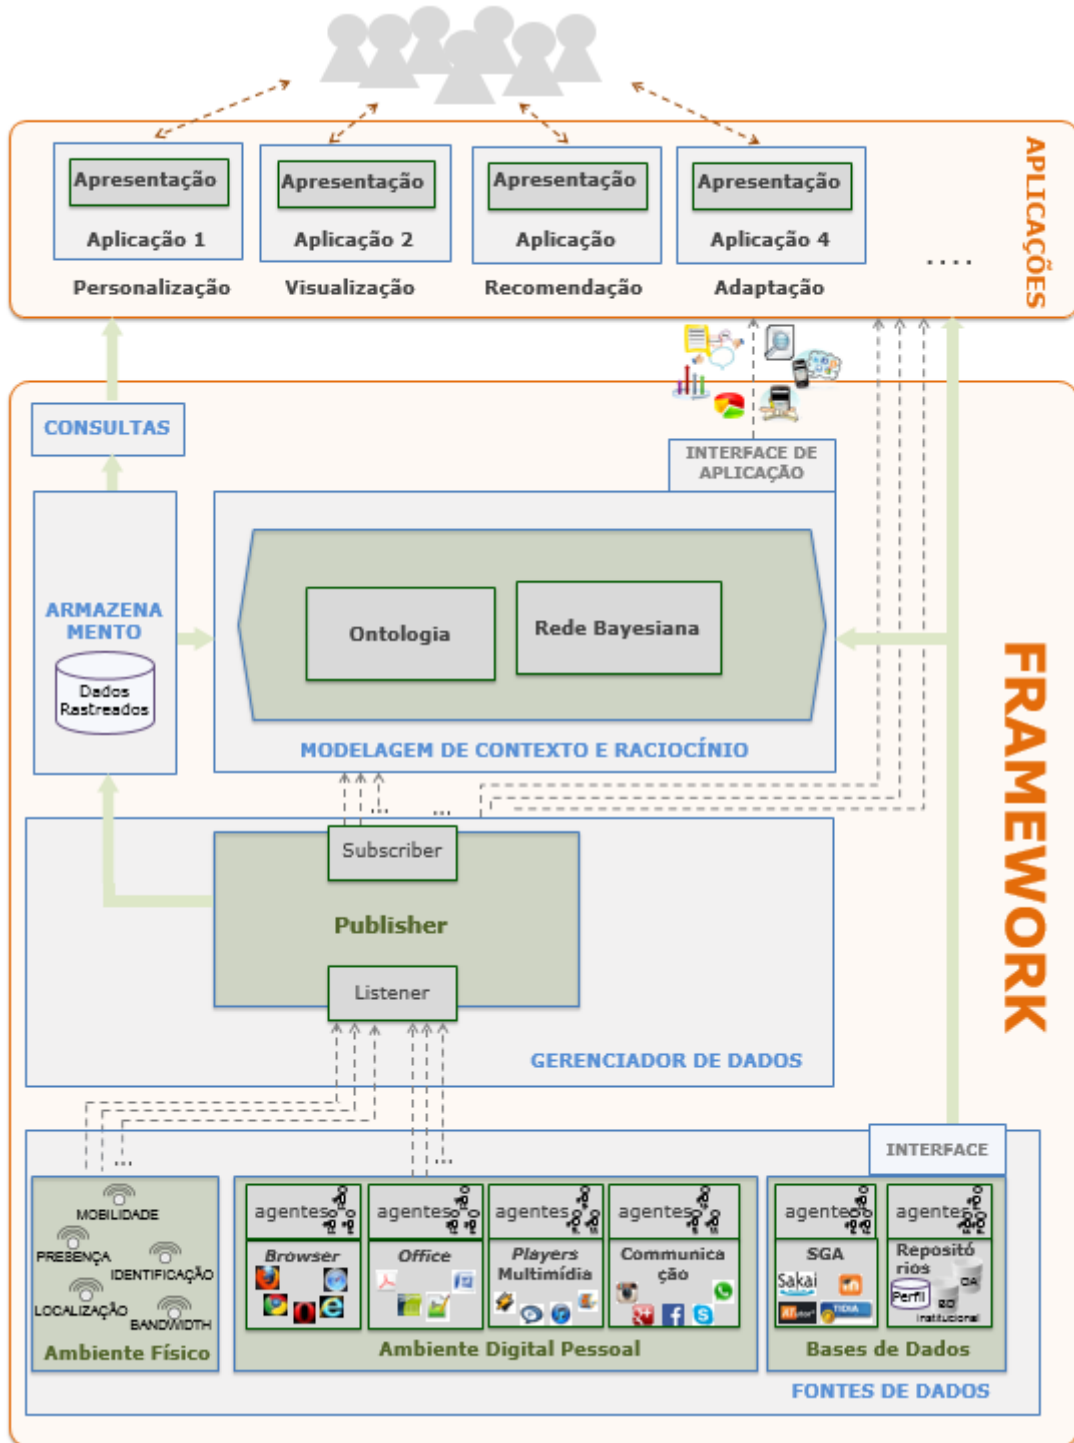 APLICAÇÕES
Apresentação
Aplicação 1
Personalização
Apresentação
Aplicação 2
Visualização
Apresentação
Aplicação
Recomendação
Apresentação
Aplicação 4
Adaptação
....
FRAMEWORK
CONSULTAS
INTERFACE DE
APLICAÇÃO
ARMAZENA
MENTO
Dados
Rastreados
Ontologia
Rede Bayesiana
MODELAGEM DE CONTEXTO E RACIOCÍNIO
...
...
Subscriber
Publisher
Listener
GERENCIADOR DE DADOS
...
...
INTERFACE
MOBILIDADE
PRESENÇA
IDENTIFICAÇÃO
LOCALIZAÇÃO
BANDWIDTH
Ambiente Físico
agentes
Browser
agentes
Office
agentes
Players
Multimídia
agentes
Communica
ção
Ambiente Digital Pessoal
agentes
SGA
Sakai
ATutor
TIDIA
agentes
Repositó
rios
Perfil
OA
BD
Institucional
Bases de Dados
FONTES DE DADOS